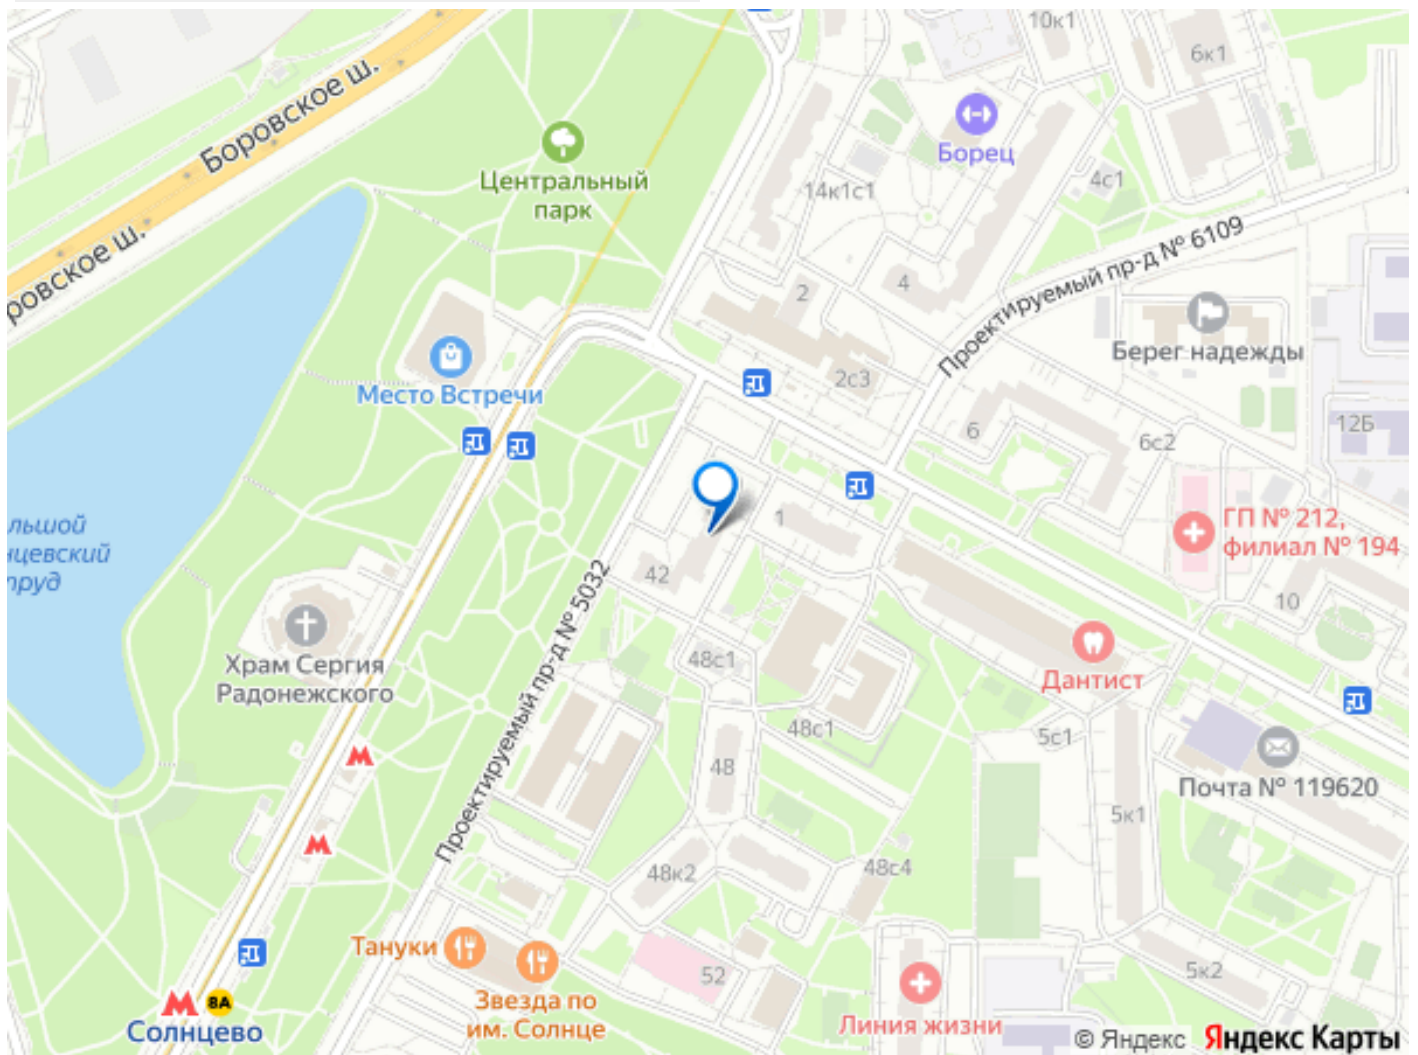 10к1
6к1
Боровское ш.
Борец
Центральный
парк
14к1с1
4с1
Боровское ш.
Проектируемый пр-д № 6109
2
4
Берег надежды
Место Встречи
2с3
6
6с2
12Б
1
ГП № 212,
филиал № 194
льшой
нцевский
пруд
42
Проектируемый пр-д № 5032
10
Храм Сергия
Радонежского
48с1
Дантист
48с1
5с1
48
Почта № 119620
5к1
48к2
48с4
Тануки
52
5к2
Звезда по
им. Солнце
8А
Солнцево
Линия жизни
© Яндекс Яндекс Карты